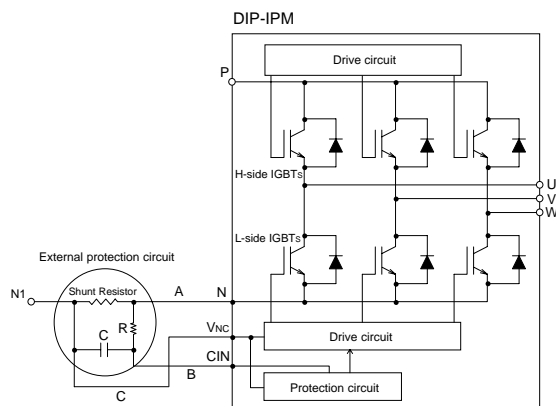 DIP-IPM
Drive circuit
P
H-side IGBTs
U
V
W
L-side IGBTs
External protection circuit
N1
Shunt Resistor
A
N
R
C
VNC
Drive circuit
CIN
B
C
Protection circuit